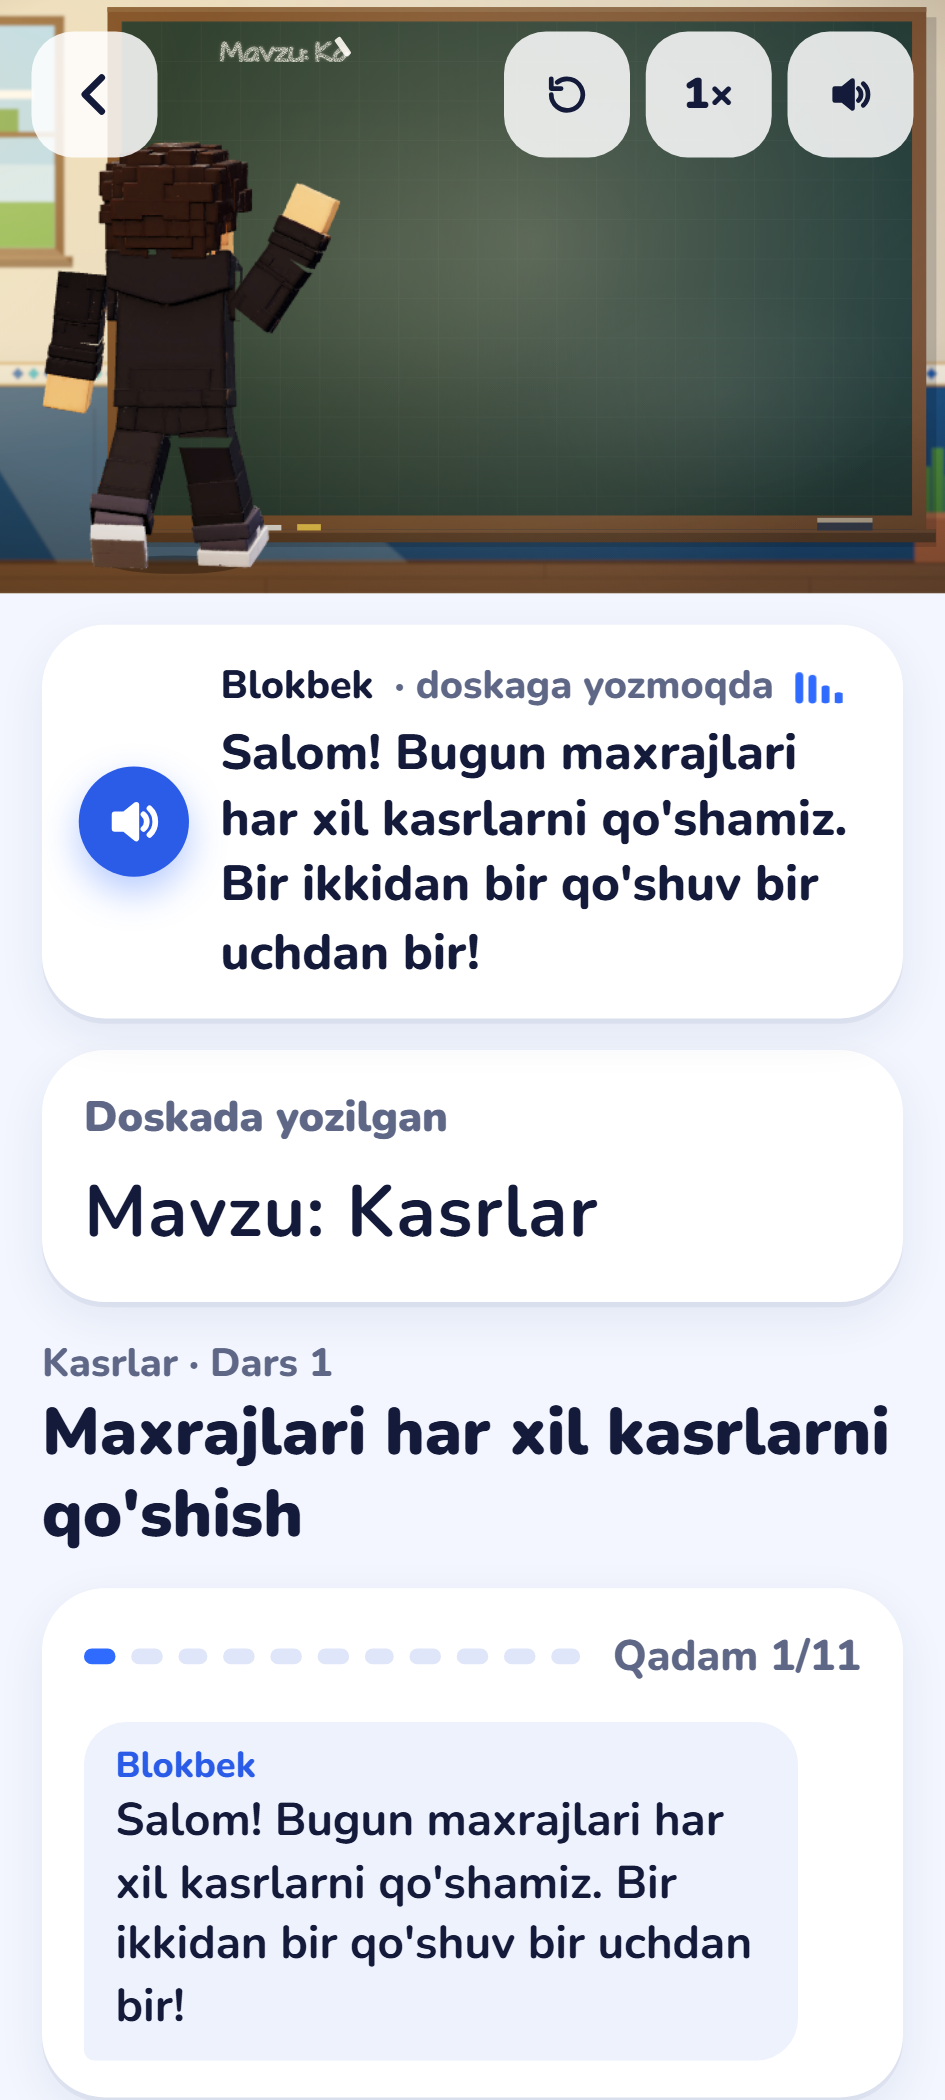 Mavzu: Ka
1×
Blokbek · doskaga yozmoqda
Salom! Bugun maxrajlari
har xil kasrlarni qo'shamiz.
Bir ikkidan bir qo'shuv bir
uchdan bir!
Doskada yozilgan
Mavzu: Kasrlar
Kasrlar · Dars 1
Maxrajlari har xil kasrlarni
qo'shish
Qadam 1/11
Blokbek
Salom! Bugun maxrajlari har
xil kasrlarni qo'shamiz. Bir
ikkidan bir qo'shuv bir uchdan
bir!